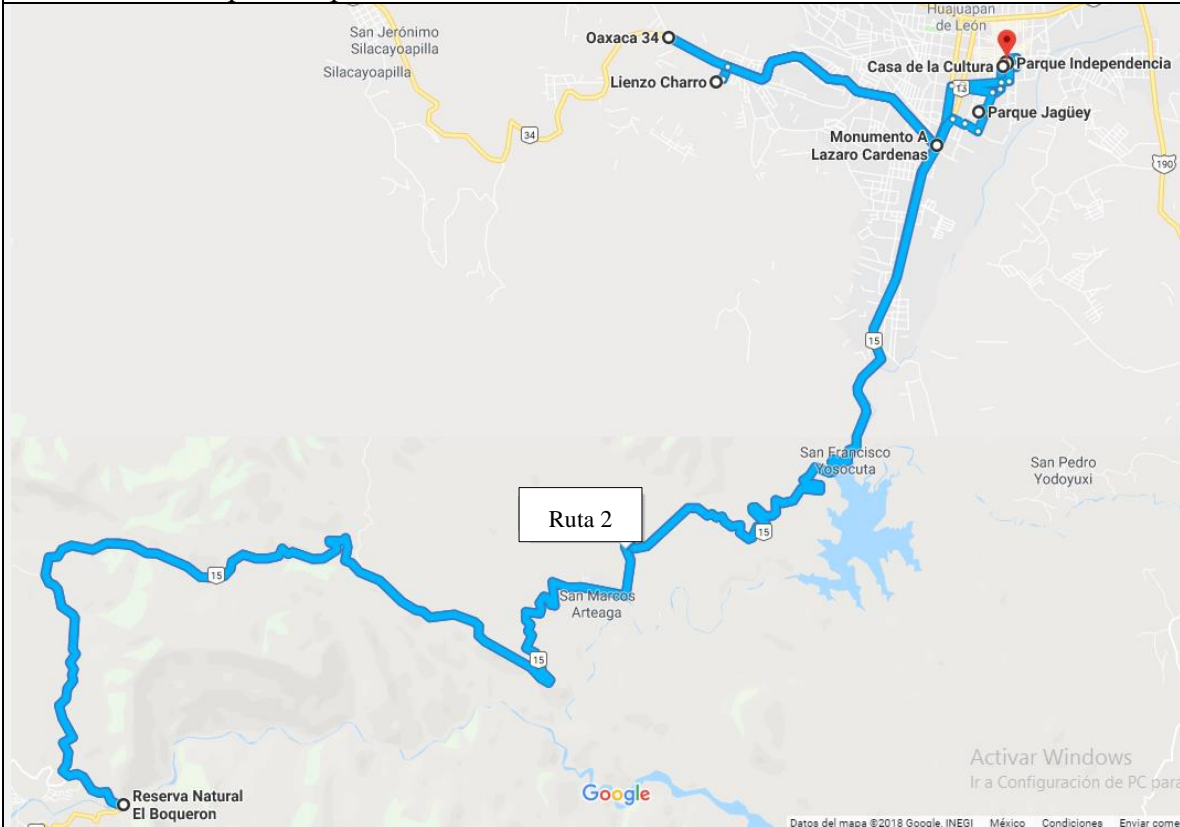 Huajuapan
de León
San Jerónimo
Silacayoapilla
Silacayoapilla
Oaxaca 34
Lienzo Charro
Casa de la Cultura
Parque Independencia
13
Parque Jagüey
34
Monumento A
Lazaro Cardenas
190
15
San Francisco
Yosocuta
San Pedro
Yodoyuxi
Ruta 2
15
15
San Marcos
Arteaga
15
Reserva Natural
El Boqueron
Google
Activar Windows
Ir a Configuración de PC para
Datos del mapa ©2018 Google, INEGI México Condiciones Enviar come